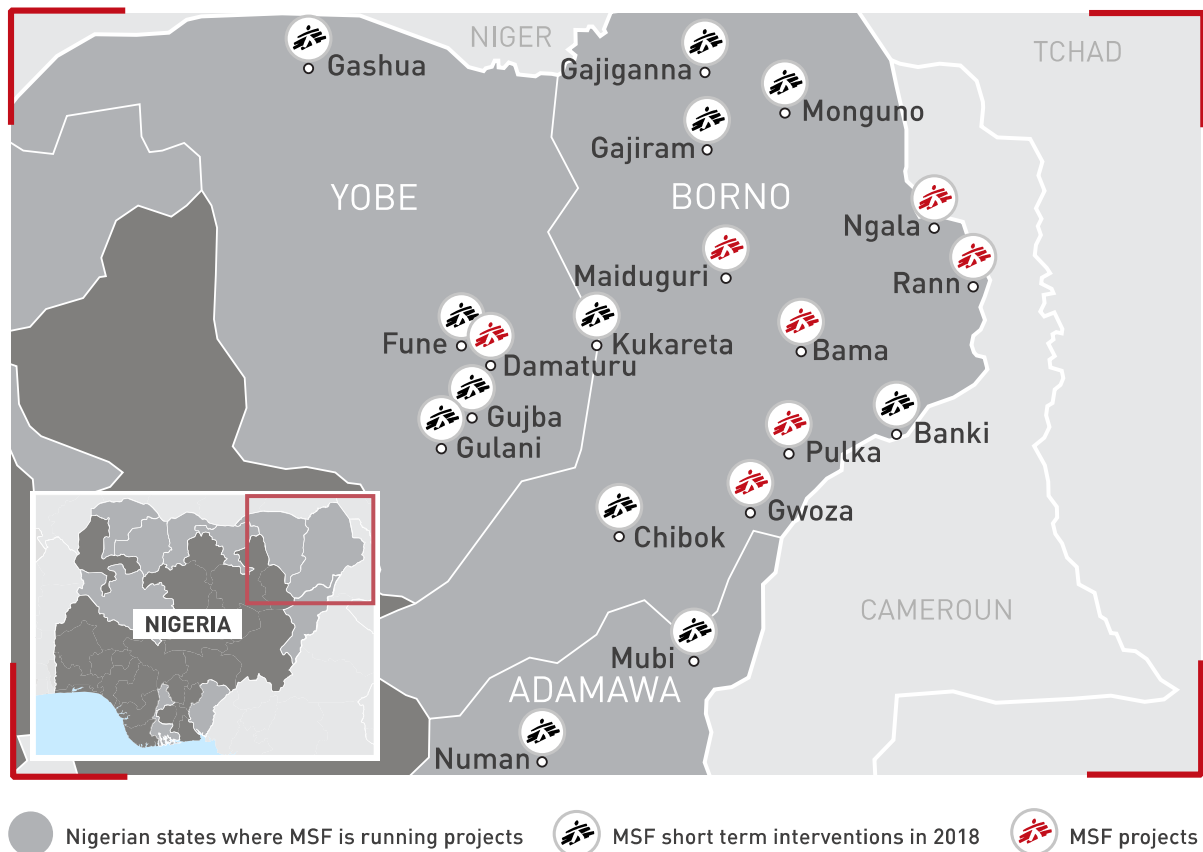 NIGER
TCHAD
Gashua
Gajiganna
Monguno
Gajiram
YOBE
BORNO
Ngala
Maiduguri
Rann
Fune
Kukareta
Bama
Damaturu
Gujba
Banki
Gulani
Pulka
Gwoza
Chibok
CAMEROUN
NIGERIA
Mubi
ADAMAWA
Numan
Nigerian states where MSF is running projects
MSF short term interventions in 2018
MSF projects